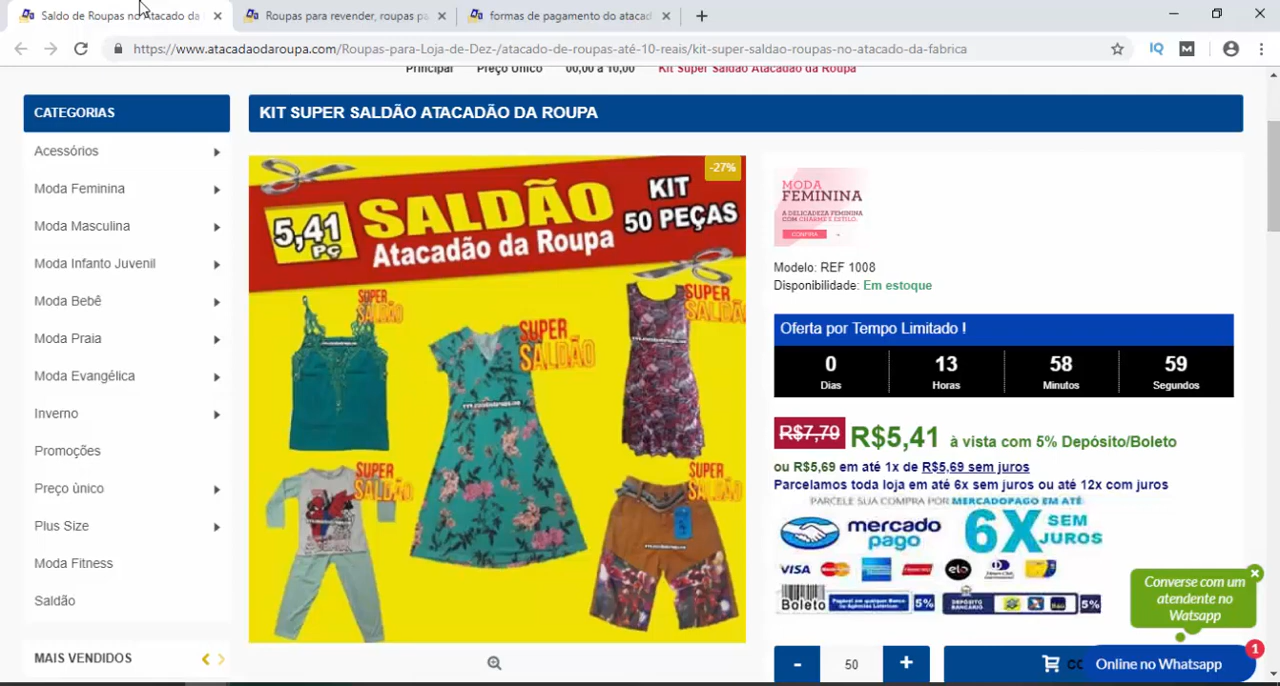 Saldo de Roupas no Atacado da
Roupas para revender, roupas pa
formas de pagamento do atacad
https://www.atacadaodaroupa.com/Roupas-para-Loja-de-Dez-/atacado-de-roupas-até-10-reais/kit-super-saldao-roupas-no-atacado-da-fabrica
Principal Preço Único 00,00 a 10,00 Kit Super Saldão Atacadão da Roupa
CATEGORIAS
Acessórios
Moda Feminina
Moda Masculina
Moda Infanto Juvenil
Moda Bebê
Moda Praia
Moda Evangélica
Inverno
Promoções
Preço ùnico
Plus Size
Moda Fitness
Saldão
MAIS VENDIDOS
KIT SUPER SALDÃO ATACADÃO DA ROUPA
-27%
5,41
PÇ
SALDÃO
Atacadão da Roupa
KIT
50 PEÇAS
SUPER
SALDÃO
SUPER
SALDÃO
SUPER
SALDÃO
SUPER
SALDÃO
SUPER
SALDÃO
MODA
FEMININA
A DELICADEZA FEMININA
COM CHARME E ESTILO.
CONFIRA
Modelo: REF 1008
Disponibilidade: Em estoque
Oferta por Tempo Limitado !
0 13 58 59
Dias Horas Minutos Segundos
R$7,79 R$5,41 à vista com 5% Depósito/Boleto
ou R$5,69 em até 1x de R$5,69 sem juros
Parcelamos toda loja em até 6x sem juros ou até 12x com juros
PARCELE SUA COMPRA POR MERCADOPAGO EM ATÉ
mercado
pago
6X SEM
JUROS
VISA
elo
Boleto
5%
DEPÓSITO
BANCÁRIO
5%
- 50 +
CO
Converse com um
atendente no
Watsapp
Online no Whatsapp
1
IQ
M